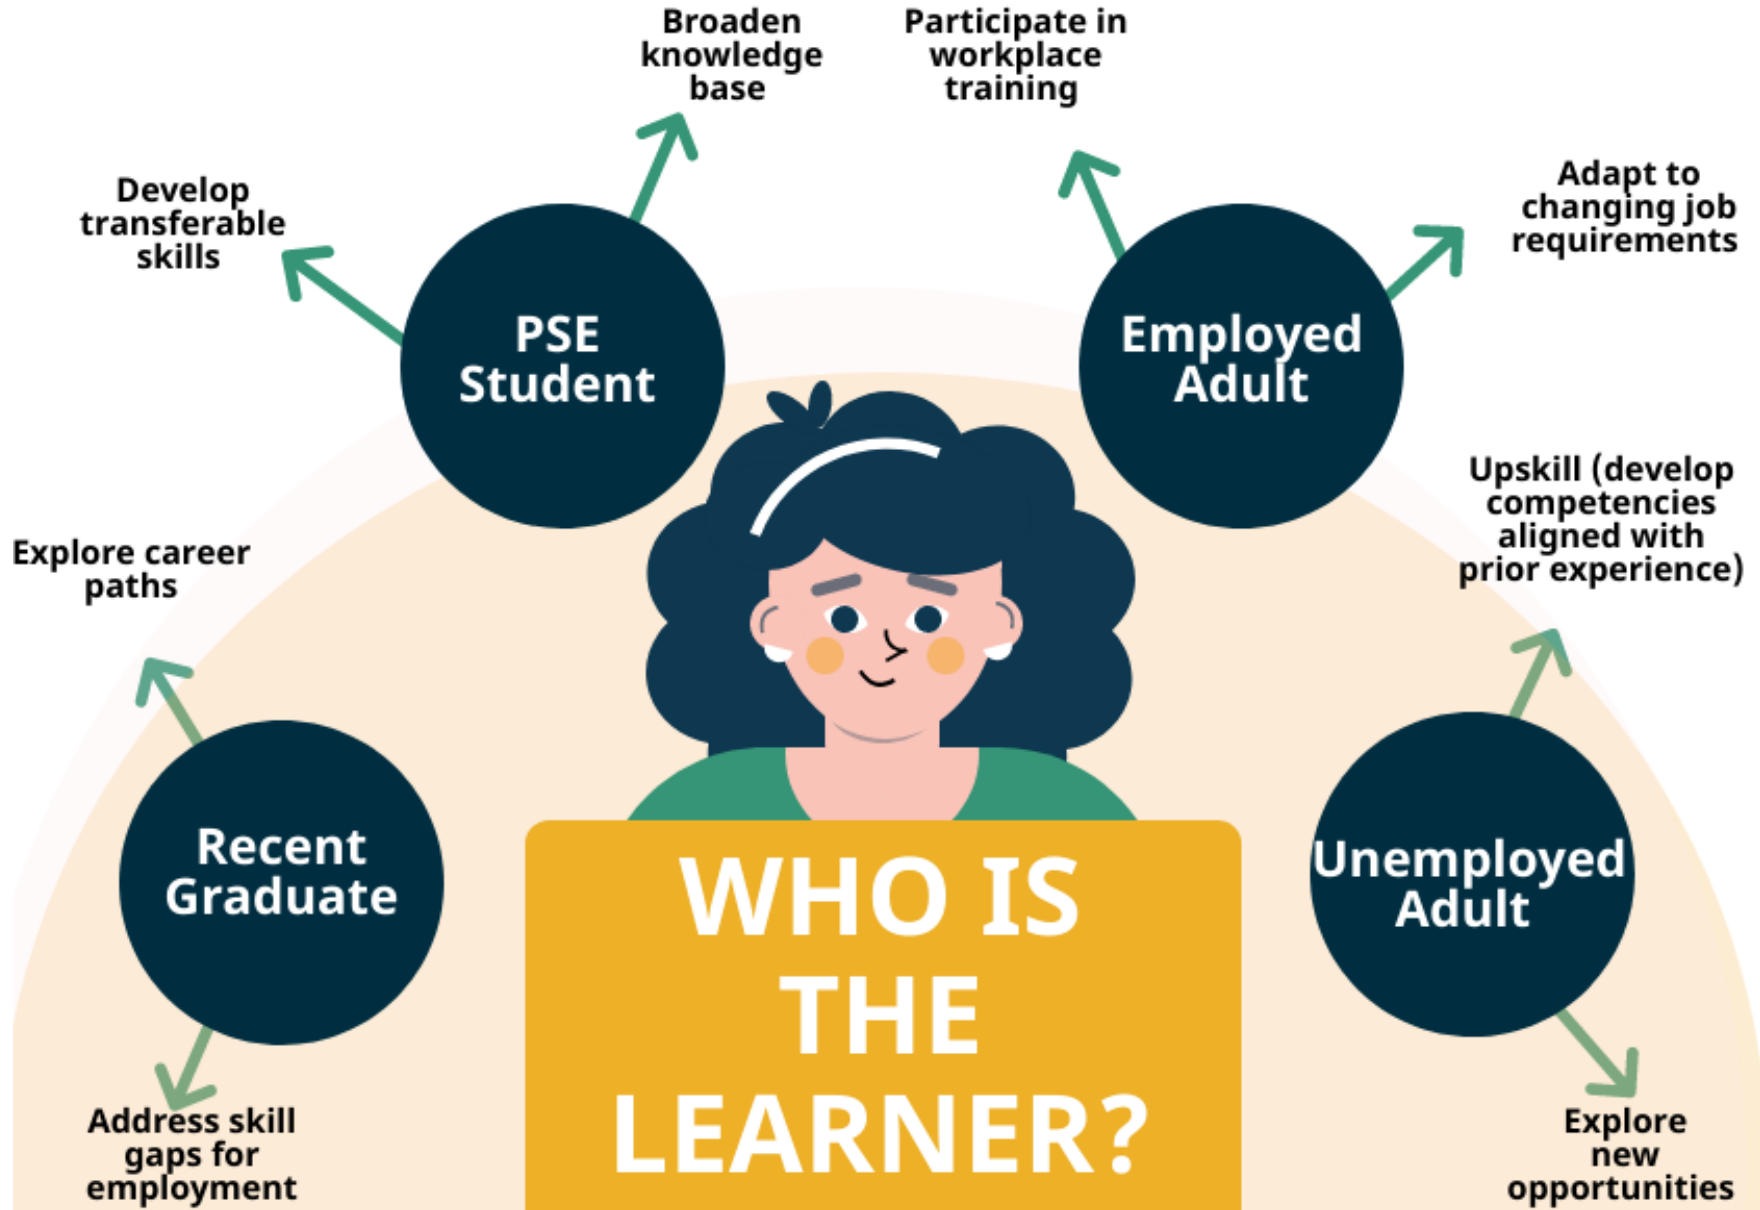 Broaden
knowledge
base
Participate in
workplace
training
Develop
transferable
skills
Adapt to
changing job
requirements
PSE
Student
Employed
Adult
Explore career
paths
Upskill (develop
competencies
aligned with
prior experience)
Recent
Graduate
Unemployed
Adult
WHO IS
THE
LEARNER?
Address skill
gaps for
employment
Explore
new
opportunities